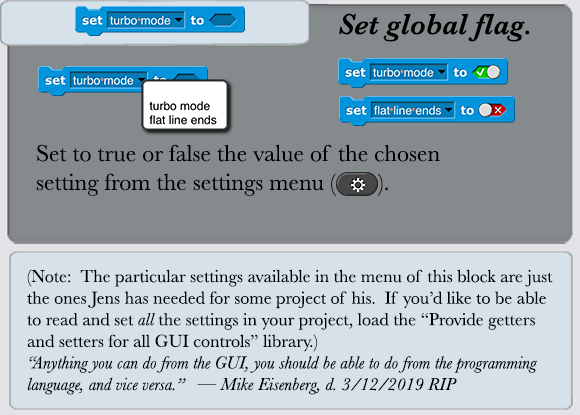 set turbo mode to
Set global flag.
set turbo mode to
turbo mode
flat line ends
set turbo mode to
set flat line ends to
Set to true or false the value of the chosen
setting from the settings menu ( ).
(Note: The particular settings available in the menu of this block are just
the ones Jens has needed for some project of his. If you’d like to be able
to read and set all the settings in your project, load the “Provide getters
and setters for all GUI controls” library.)
“Anything you can do from the GUI, you should be able to do from the programming
language, and vice versa.” — Mike Eisenberg, d. 3/12/2019 RIP